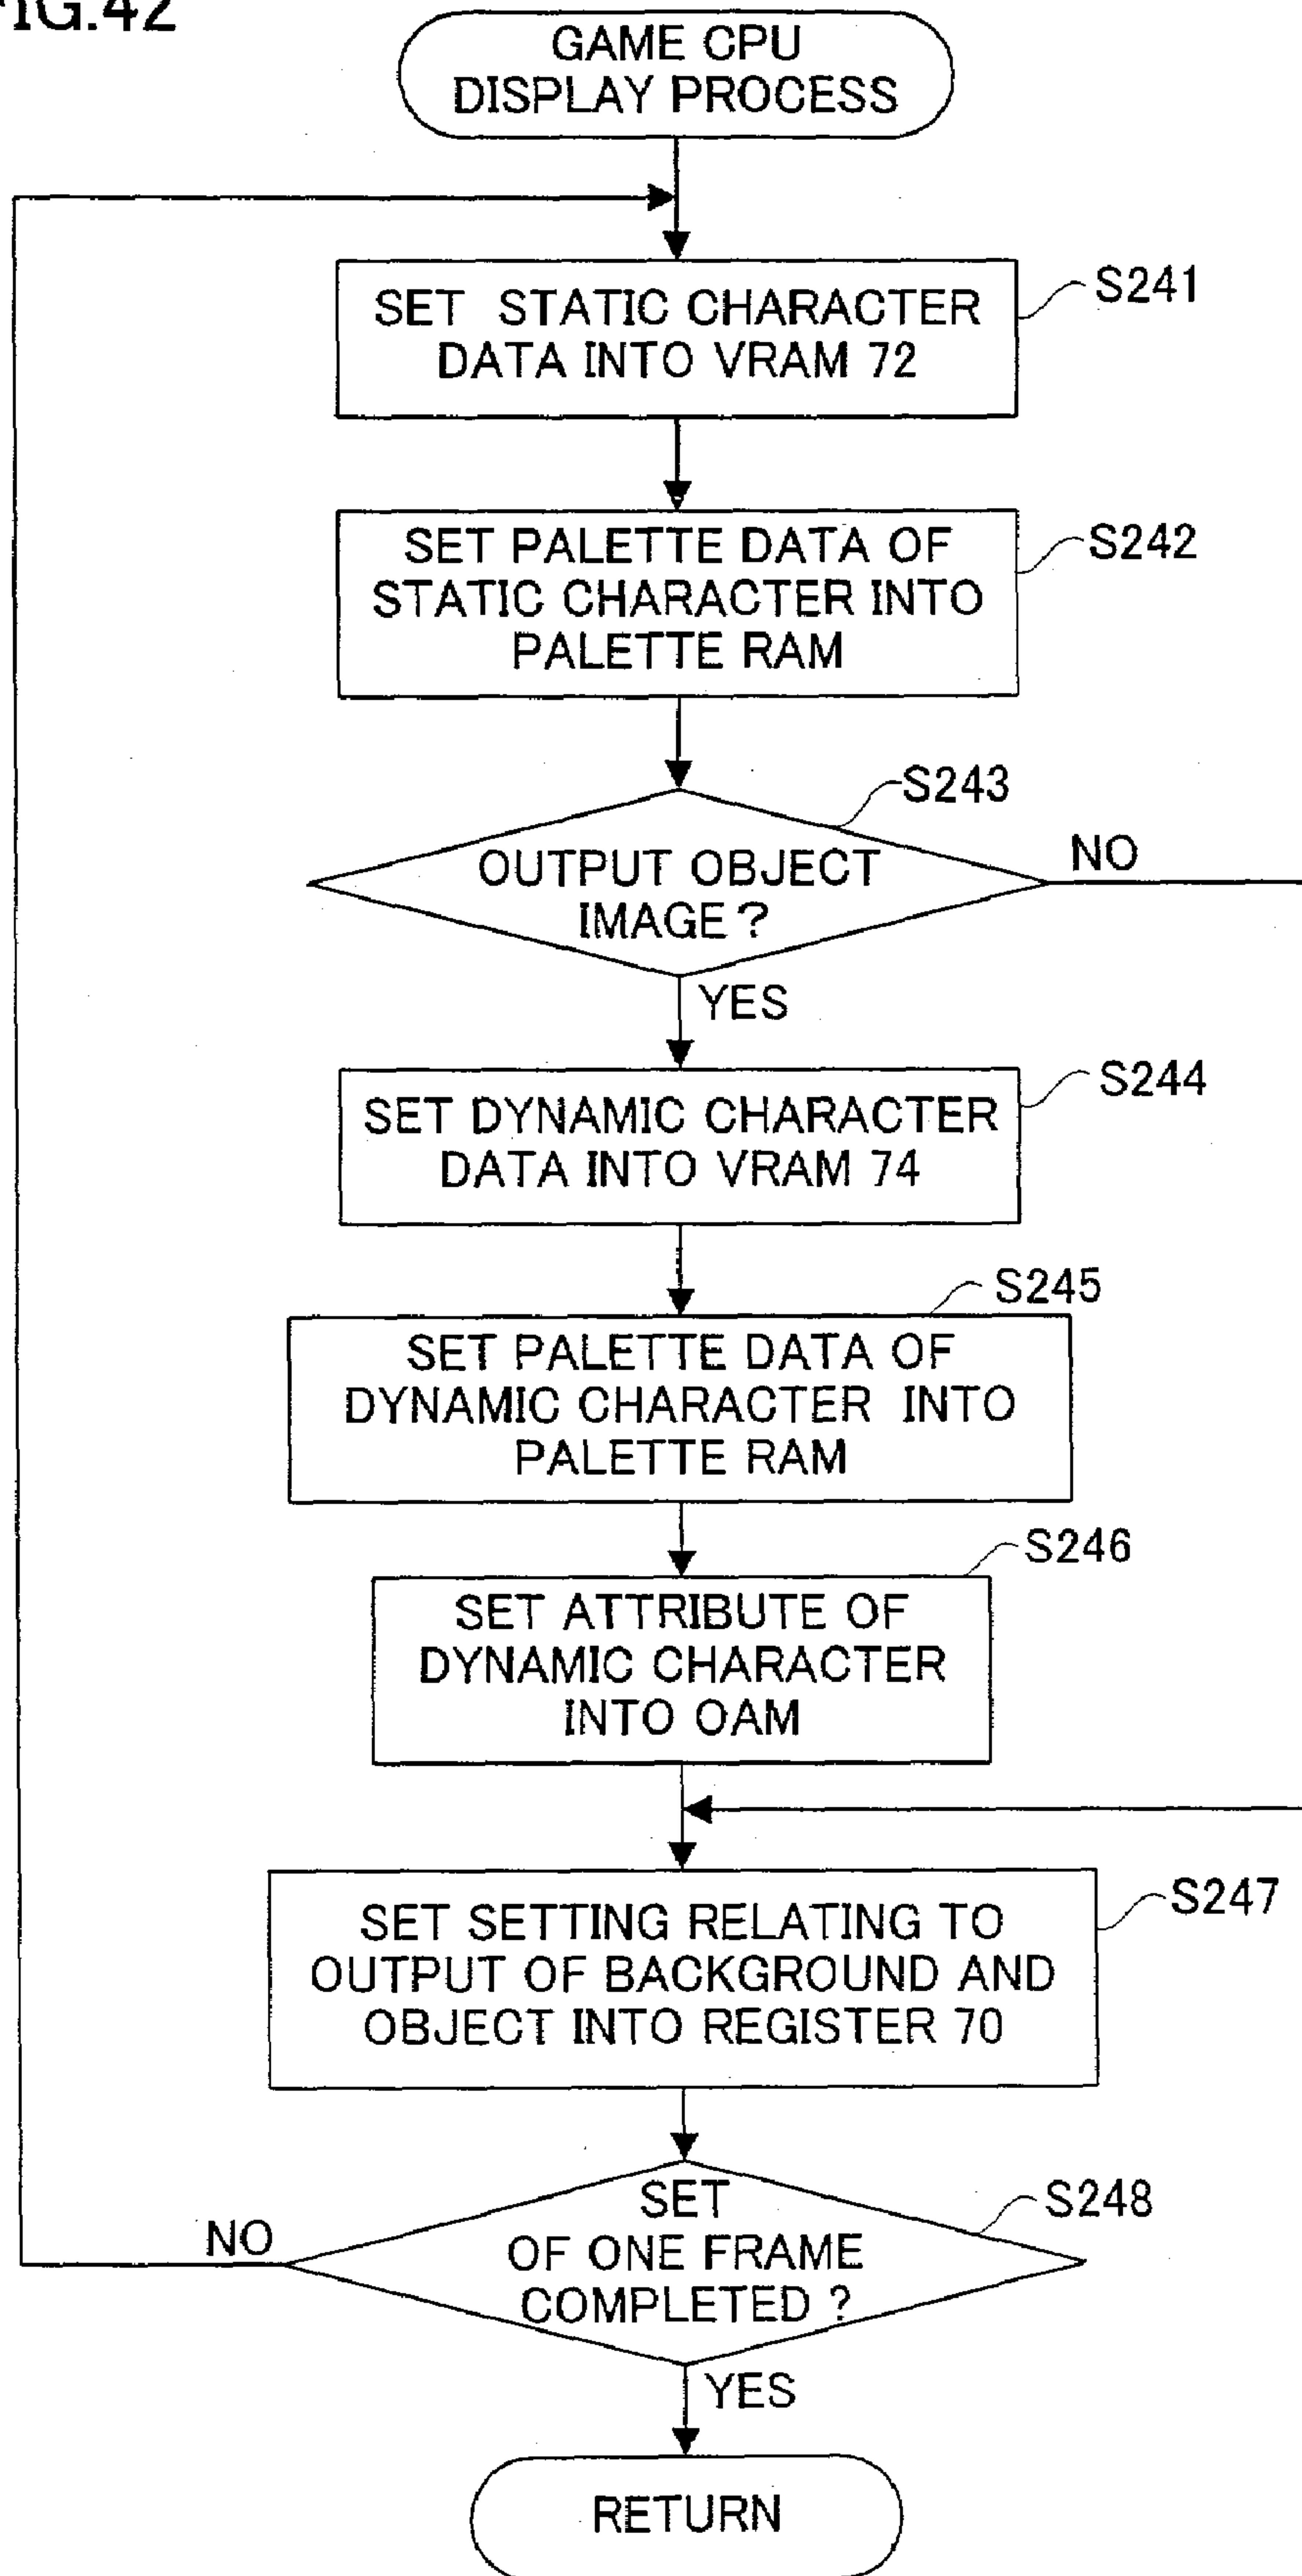 FIG.42
GAME CPU
DISPLAY PROCESS
SET STATIC CHARACTER
DATA INTO VRAM 72
S241
SET PALETTE DATA OF
STATIC CHARACTER INTO
PALETTE RAM
S242
S243
OUTPUT OBJECT
IMAGE?
NO
YES
SET DYNAMIC CHARACTER
DATA INTO VRAM 74
S244
S245
SET PALETTE DATA OF
DYNAMIC CHARACTER INTO
PALETTE RAM
S246
SET ATTRIBUTE OF
DYNAMIC CHARACTER
INTO OAM
SET SETTING RELATING TO
OUTPUT OF BACKGROUND AND
OBJECT INTO REGISTER 70
S247
SET
OF ONE FRAME
COMPLETED ?
S248
NO
YES
RETURN